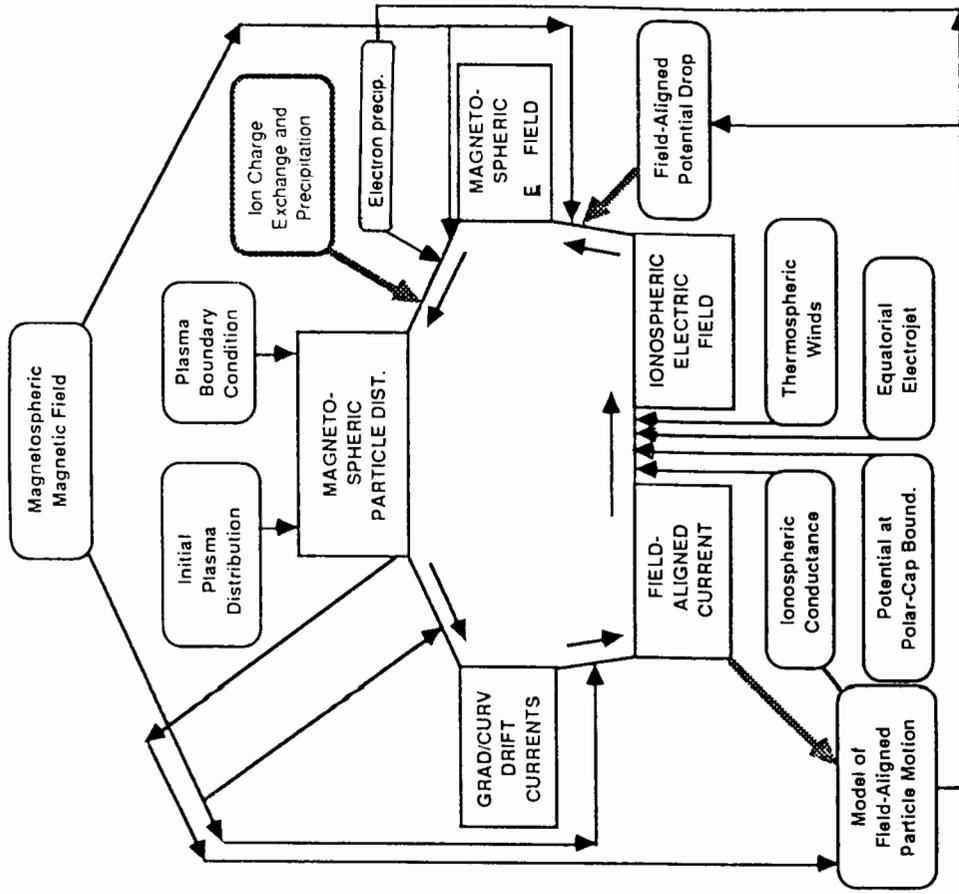 Magnetospheric
Magnetic Field
Initial
Plasma
Distribution
Plasma
Boundary
Condition
Ion Charge
Exchange and
Precipitation
Electron precip.
MAGNETO-
SPHERIC
PARTICLE DIST.
MAGNETO-
SPHERIC
E FIELD
GRAD/CURV
DRIFT
CURRENTS
Field-Aligned
Potential Drop
FIELD-
ALIGNED
CURRENT
IONOSPHERIC
ELECTRIC
FIELD
Ionospheric
Conductance
Thermospheric
Winds
Model of
Field-Aligned
Particle Motion
Potential at
Polar-Cap Bound.
Equatorial
Electrojet